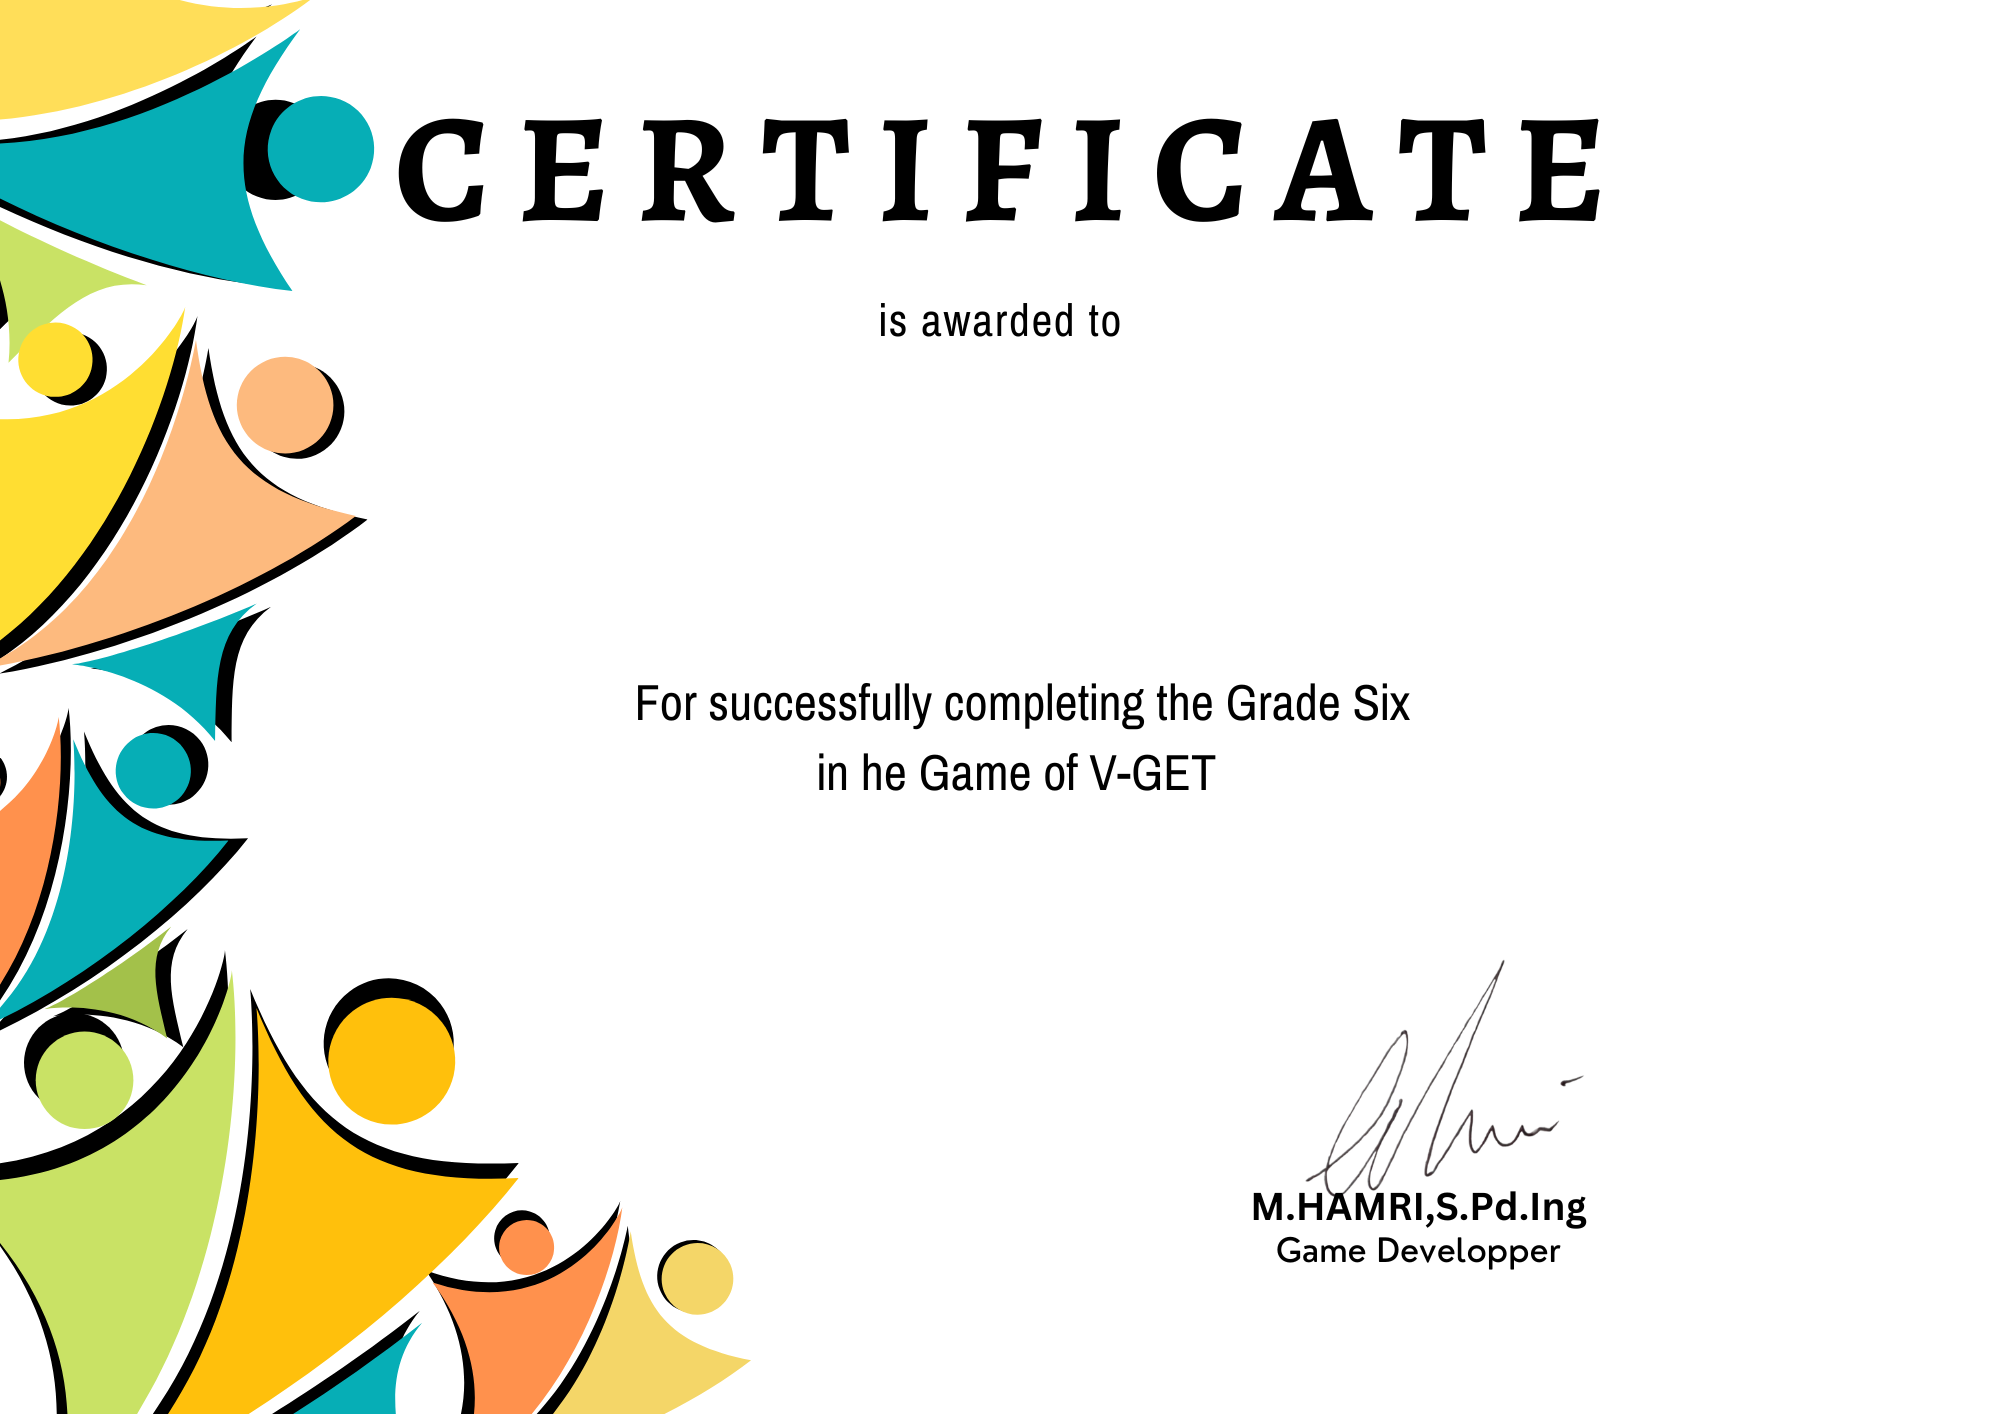 CERTIFICATE
is awarded to
For successfully completing the Grade Six
in he Game of V-GET
M.HAMRI,S.Pd.Ing
Game Developper